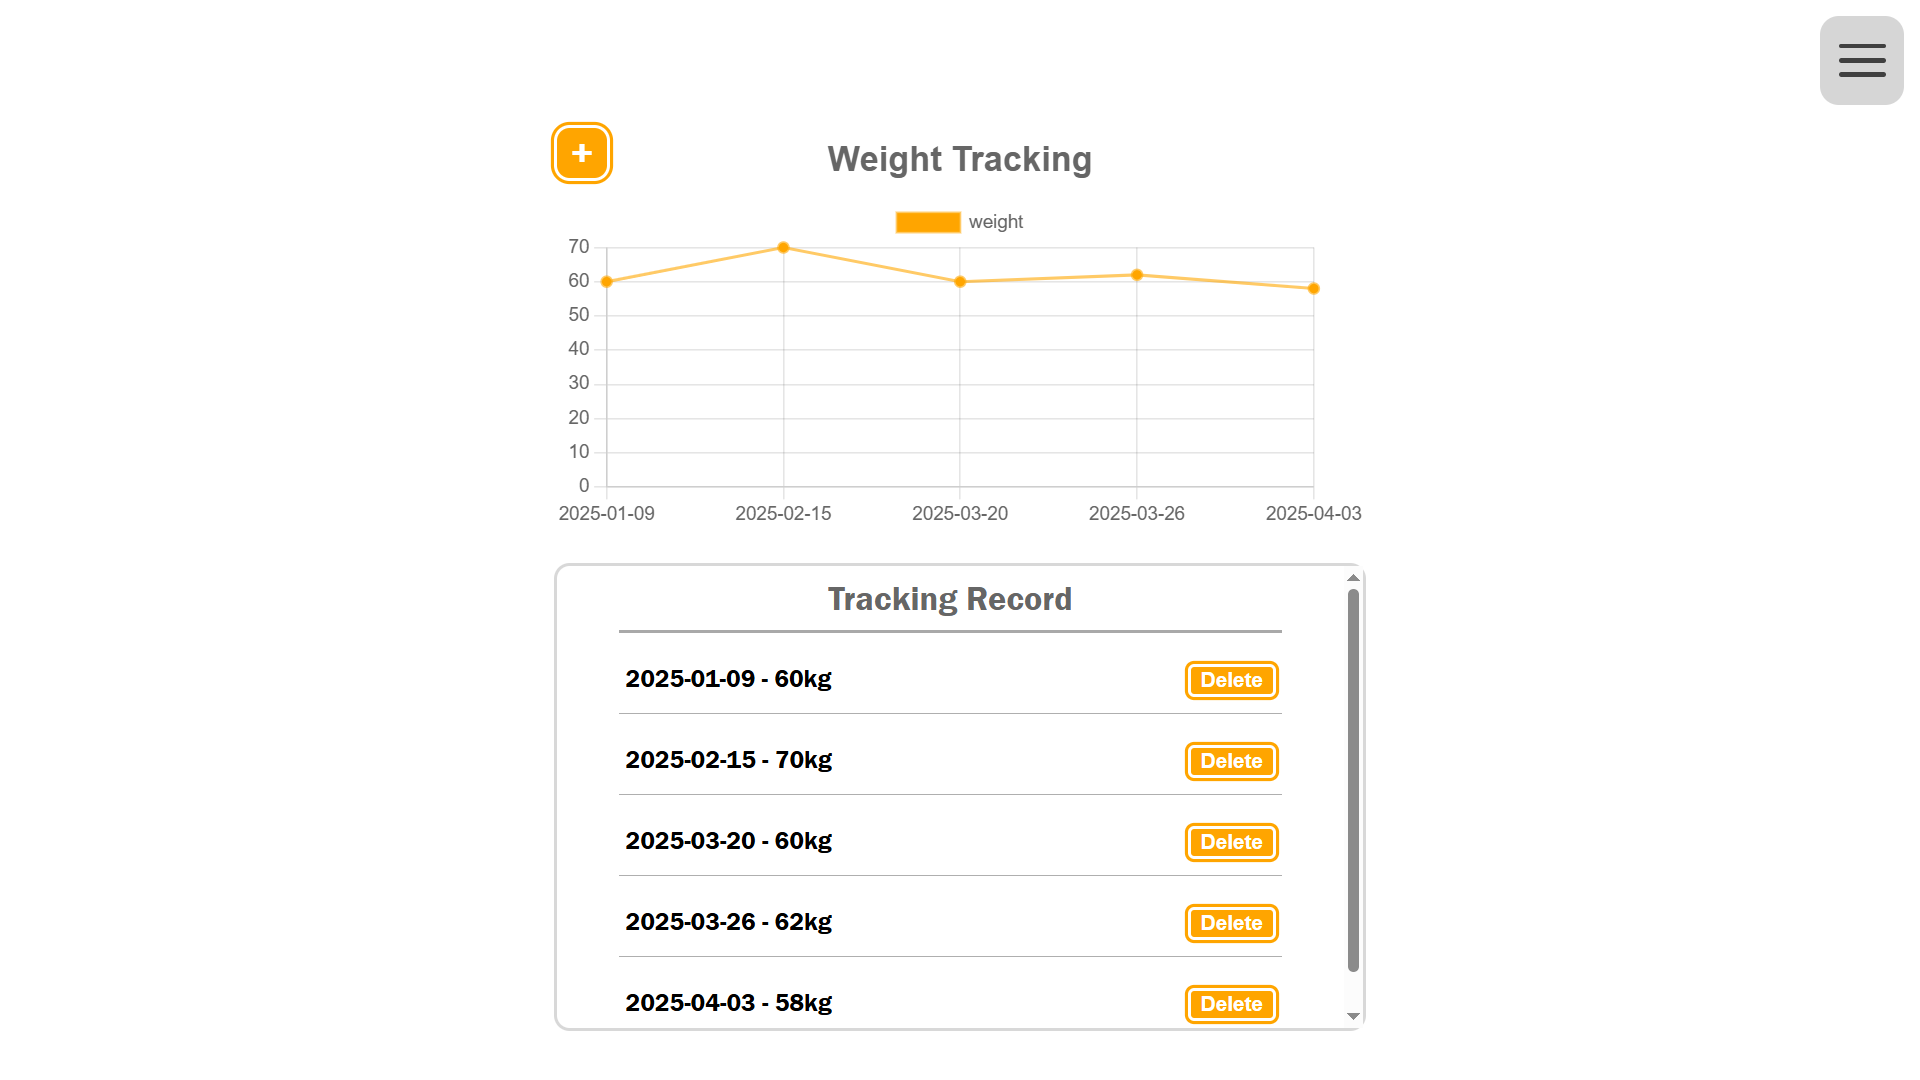 +
Weight Tracking
weight
70
60
50
40
30
20
10
0
2025-01-09 2025-02-15 2025-03-20 2025-03-26 2025-04-03
Tracking Record
2025-01-09 - 60kg Delete
2025-02-15 - 70kg Delete
2025-03-20 - 60kg Delete
2025-03-26 - 62kg Delete
2025-04-03 - 58kg Delete